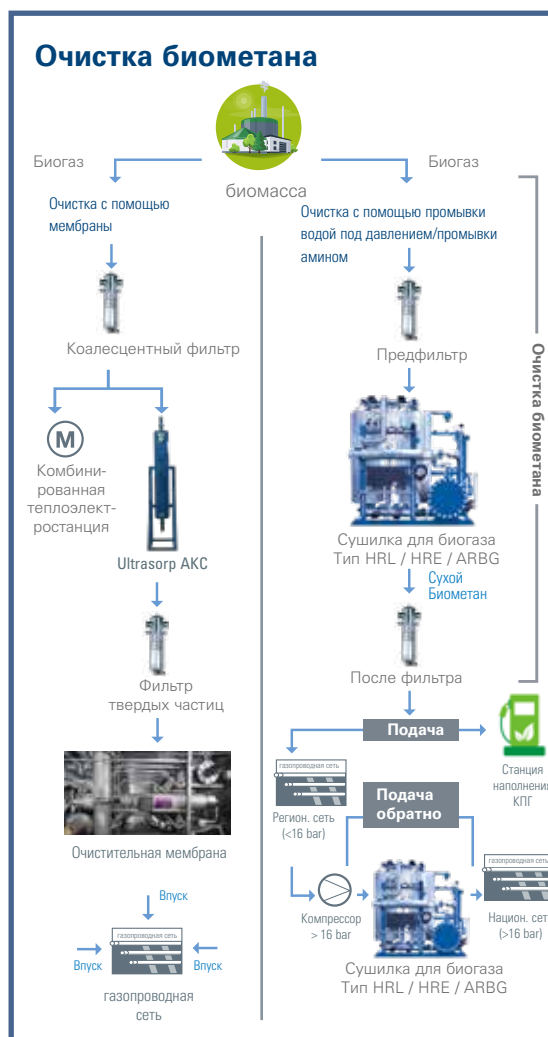 Очистка биометана
Биогаз
Биогаз
биомасса
Очистка с помощью
мембраны
Очистка с помощью промывки
водой под давлением/промывки
амином
Коалесцентный фильтр
Предфильтр
Очистка биометана
M
Комбини-
рованная
теплоэлект-
ростанция
Ultrasorp АКС
Сушилка для биогаза
Тип HRL / HRE / ARBG
Сухой
Биометан
Фильтр
твердых частиц
После фильтра
Подача
Станция
наполнения
КПГ
газопроводная сеть
Регион. сеть
(<16 bar)
Подача
обратно
Очистительная мембрана
Компрессор
> 16 bar
газопроводная сеть
Национ. сеть
(>16 bar)
Сушилка для биогаза
Тип HRL / HRE / ARBG
Впуск
газопроводная сеть
Впуск
Впуск
газопроводная
сеть